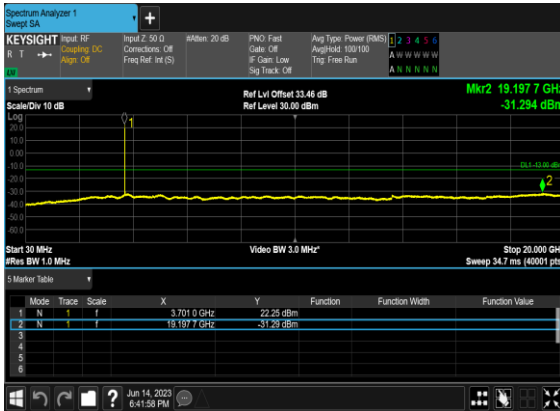 Spectrum Analyzer 1
Swept SA
+
KEYSIGHT Input: RF Input Z: 50 Ω #Atten: 20 dB PNO: Fast Avg Type: Power (RMS) 1 2 3 4 5 6
R T Coupling: DC Corrections: Off Gate: Off Avg|Hold: 100/100 A W W W W W
Align: Off Freq Ref: Int (S) IF Gain: Low Trig: Free Run
Sig Track: Off A N N N N N
LXI
1 Spectrum Ref Lvl Offset 33.46 dB Mkr2 19.197 7 GHz
Scale/Div 10 dB Ref Level 30.00 dBm -31.294 dBm
Log
1
20.0
10.0
0.00
-10.0
DL1 -13.00 dBm
-20.0
2
-30.0
-40.0
-50.0
-60.0
Start 30 MHz Video BW 3.0 MHz* Stop 20.000 GHz
#Res BW 1.0 MHz Sweep 34.7 ms (40001 pts)
5 Marker Table
Mode Trace Scale X Y Function Function Width Function Value
1 N 1 f 3.701 0 GHz 22.25 dBm
2 N 1 f 19.197 7 GHz -31.29 dBm
3
4
5
6
? Jun 14, 2023
6:41:58 PM